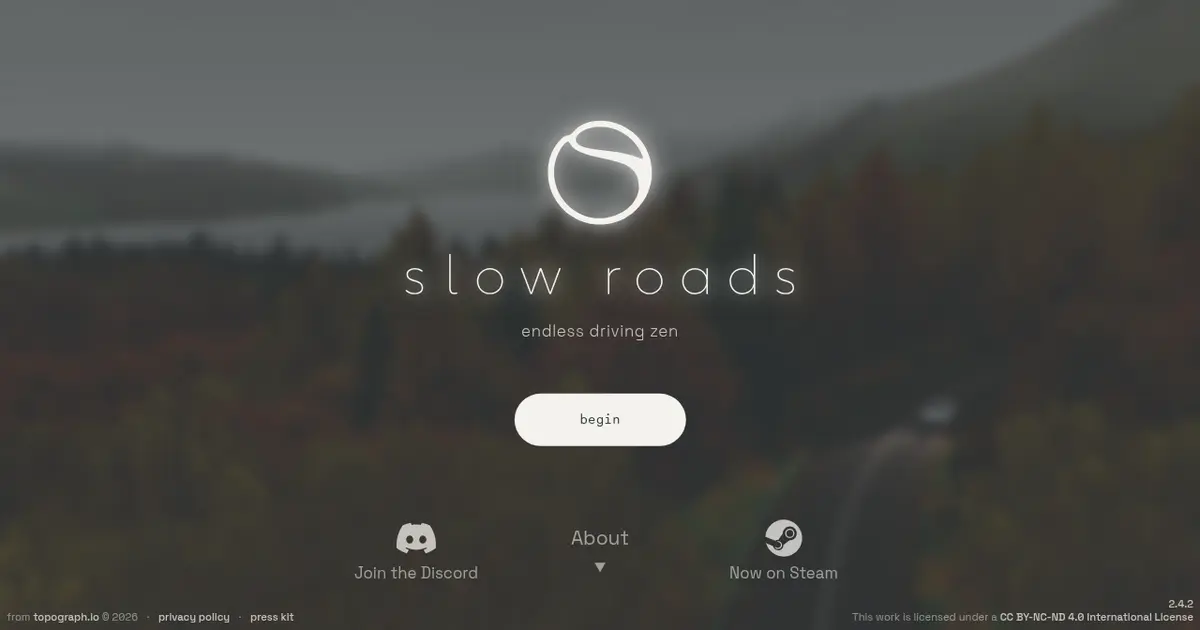 slow roads
endless driving zen
begin
Join the Discord
About
Now on Steam
2.4.2
from topograph.io © 2026 · privacy policy · press kit
This work is licensed under a CC BY-NC-ND 4.0 International License